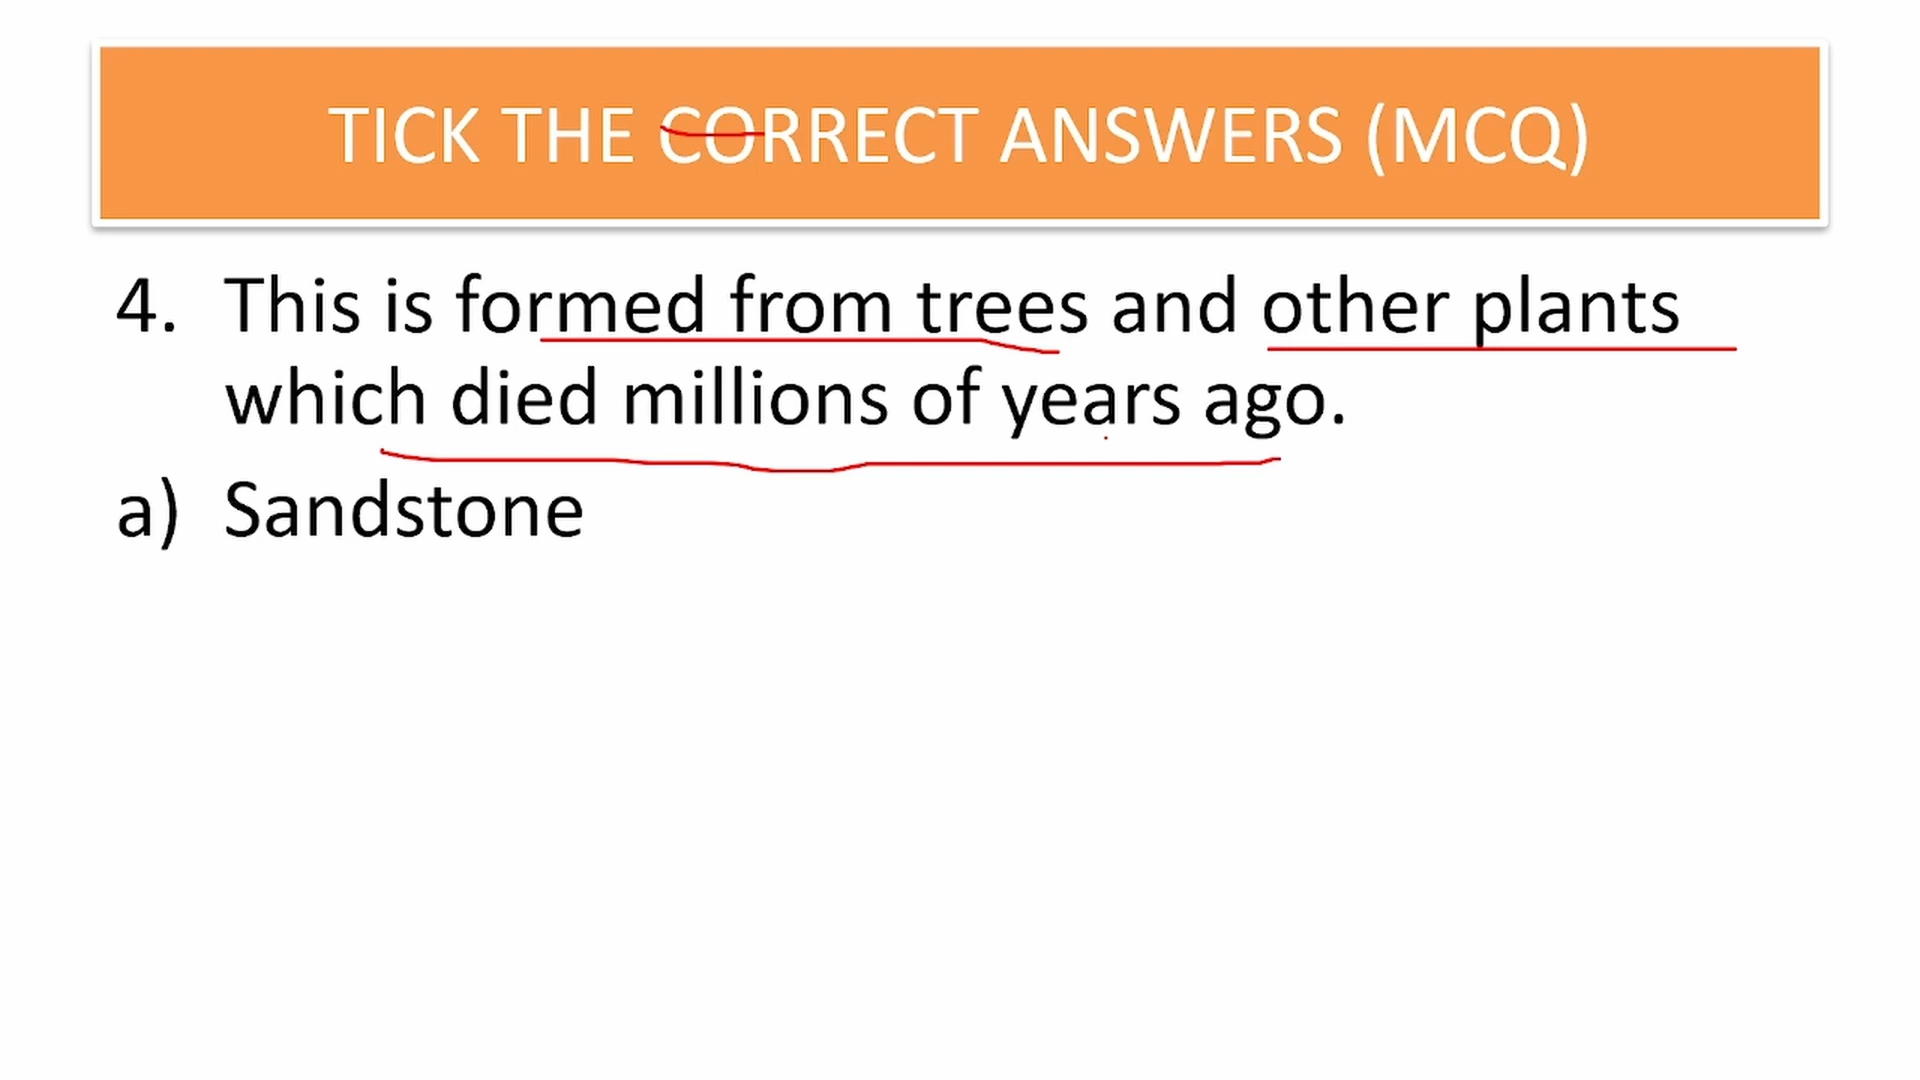 TICK THE CORRECT ANSWERS (MCQ)
4. This is formed from trees and other plants
which died millions of years ago.
a) Sandstone